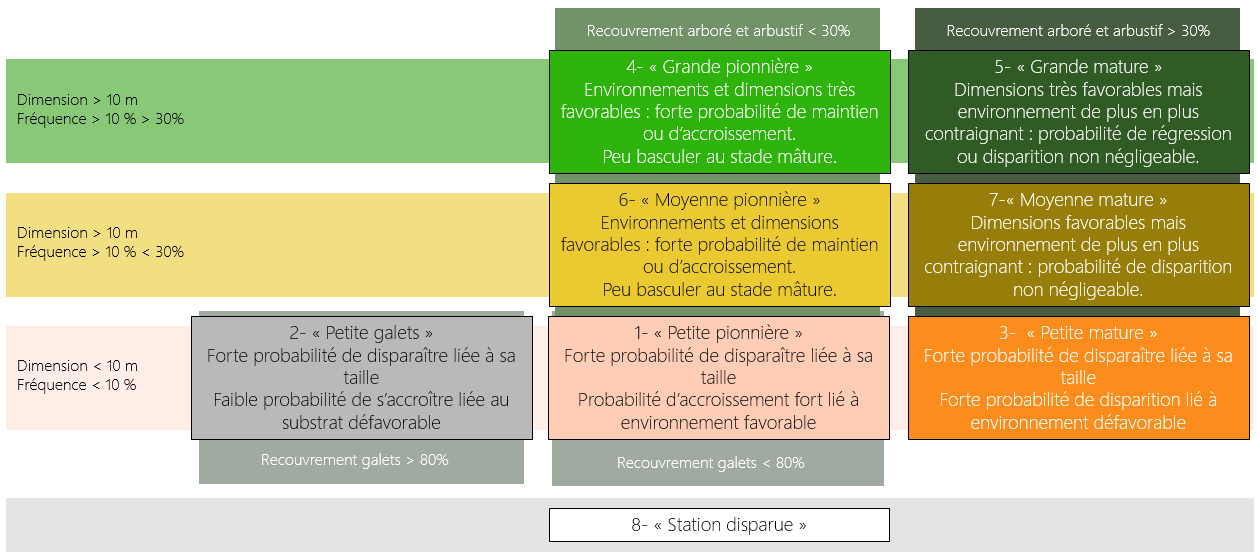 Recouvrement arboré et arbustif < 30%
Recouvrement arboré et arbustif > 30%
Dimension > 10 m
Fréquence > 10 % > 30%
4- « Grande pionnière »
Environnements et dimensions très
favorables : forte probabilité de maintien
ou d’accroissement.
Peu basculer au stade mâture.
5- « Grande mature »
Dimensions très favorables mais
environnement de plus en plus
contraignant : probabilité de régression
ou disparition non négligeable.
Dimension > 10 m
Fréquence > 10 % < 30%
6- « Moyenne pionnière »
Environnements et dimensions
favorables : forte probabilité de maintien
ou d’accroissement.
Peu basculer au stade mâture.
7-« Moyenne mature »
Dimensions favorables mais
environnement de plus en plus
contraignant : probabilité de disparition
non négligeable.
Dimension < 10 m
Fréquence < 10 %
2- « Petite galets »
Forte probabilité de disparaître liée à sa
taille
Faible probabilité de s’accroître liée au
substrat défavorable
1- « Petite pionnière »
Forte probabilité de disparaître liée à sa
taille
Probabilité d’accroissement fort lié à
environnement favorable
3- « Petite mature »
Forte probabilité de disparaître liée à sa
taille
Forte probabilité de disparition lié à
environnement défavorable
Recouvrement galets > 80%
Recouvrement galets < 80%
8- « Station disparue »